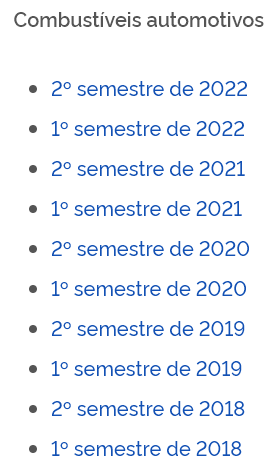 Combustíveis automotivos
2º semestre de 2022
1º semestre de 2022
2º semestre de 2021
1º semestre de 2021
2º semestre de 2020
1º semestre de 2020
2º semestre de 2019
1º semestre de 2019
2º semestre de 2018
1º semestre de 2018